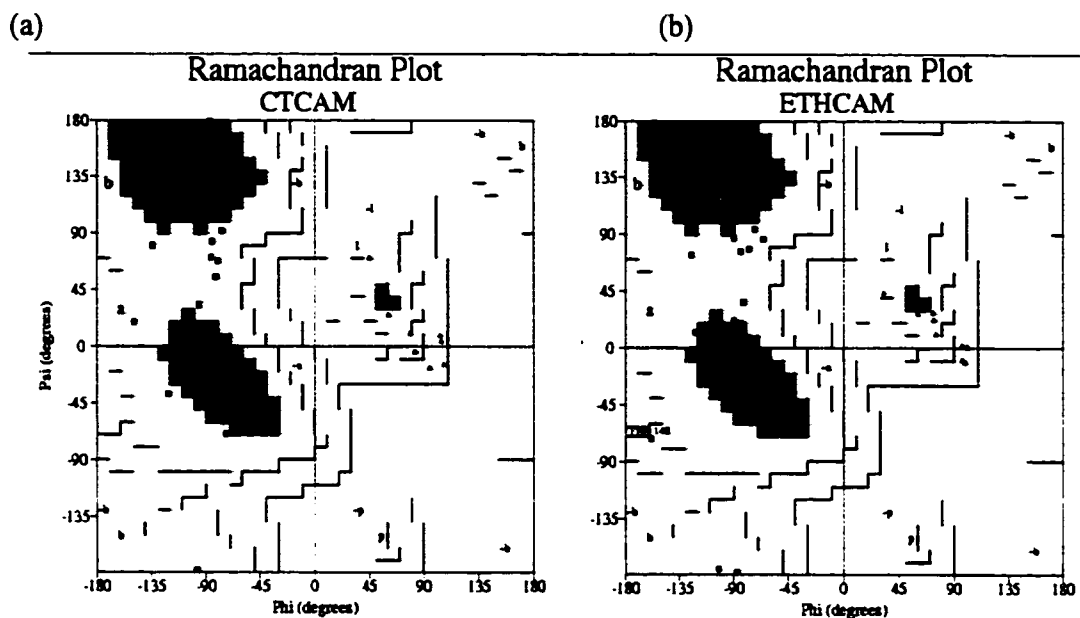 (a)
(b)
Ramachandran Plot
CTCAM
180
135
90
45
0
-45
-90
-135
Psi (degrees)
b
~b
~b
b
~l
l
a
~a
~b
b
~p
p
~b
-180 -135 -90 -45 0 45 90 135 180
Phi (degrees)
Ramachandran Plot
ETHCAM
180
135
90
45
0
-45
-90
-135
b
~b
~b
b
~l
l
a
~a
~b
b
~p
p
~b
-180 -135 -90 -45 0 45 90 135 180
Phi (degrees)